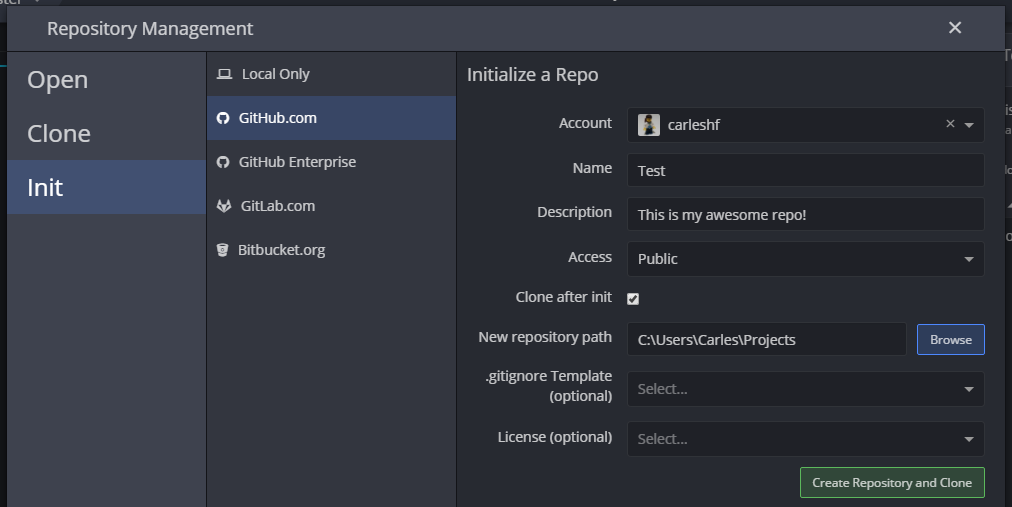 Repository Management
Open
Clone
Init
Local Only
GitHub.com
GitHub Enterprise
GitLab.com
Bitbucket.org
Initialize a Repo
Account
carleshf
Name
Test
Description
This is my awesome repo!
Access
Public
Clone after init
New repository path
C:\Users\Carles\Projects
Browse
.gitignore Template
(optional)
Select...
License (optional)
Select...
Create Repository and Clone